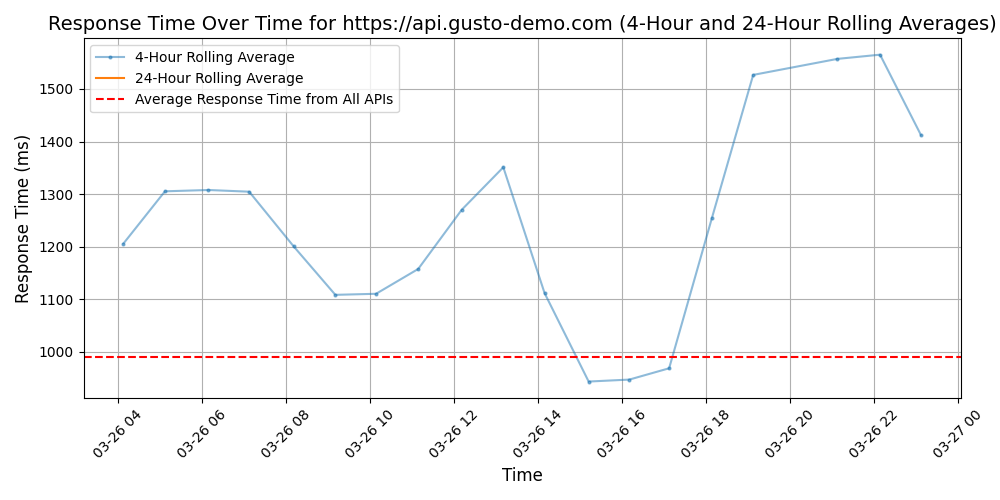 Response Time Over Time for https://api.gusto-demo.com (4-Hour and 24-Hour Rolling Averages)
4-Hour Rolling Average
24-Hour Rolling Average
Average Response Time from All APIs
Response Time (ms)
1500
1400
1300
1200
1100
1000
03-26 04
03-26 06
03-26 08
03-26 10
03-26 12
03-26 14
03-26 16
03-26 18
03-26 20
03-26 22
03-27 00
Time